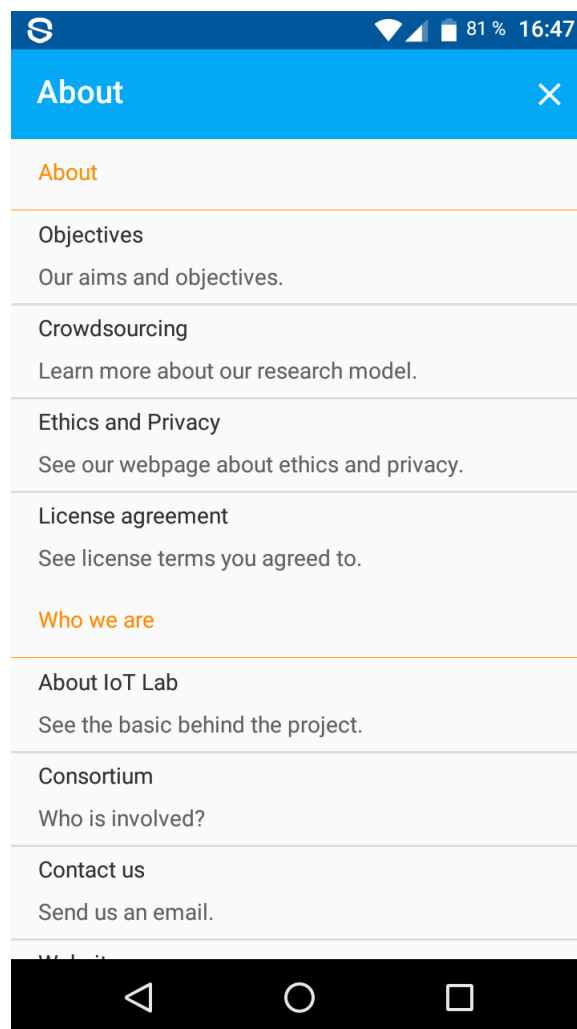 81 % 16:47
About
About
Objectives
Our aims and objectives.
Crowdsourcing
Learn more about our research model.
Ethics and Privacy
See our webpage about ethics and privacy.
License agreement
See license terms you agreed to.
Who we are
About IoT Lab
See the basic behind the project.
Consortium
Who is involved?
Contact us
Send us an email.